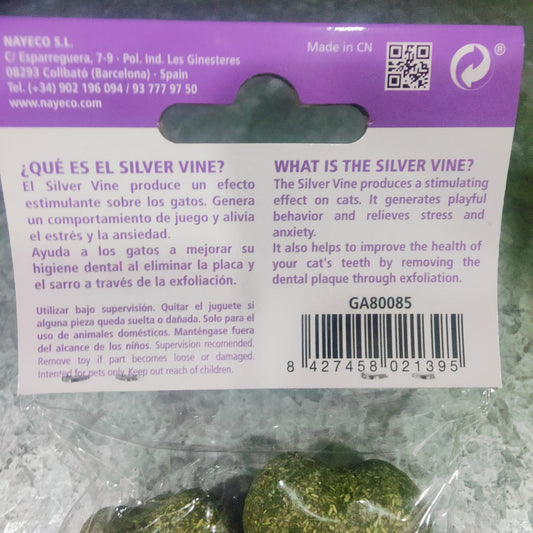 NAYECO S.L.
C/ Esparreguera, 7-9 · Pol. Ind. Les Ginesteres
08293 Collbató (Barcelona) · Spain
Tel. (+34) 902 196 094 / 93 777 97 50
www.nayeco.com
Made in CN
®
¿QUÉ ES EL SILVER VINE?
El Silver Vine produce un efecto
estimulante sobre los gatos. Genera
un comportamiento de juego y alivia
el estrés y la ansiedad.
Ayuda a los gatos a mejorar su
higiene dental al eliminar la placa y
el sarro a través de la exfoliación.
Utilizar bajo supervisión. Quitar el juguete si
alguna pieza queda suelta o dañada. Solo para el
uso de animales domésticos. Manténgase fuera
del alcance de los niños. Supervision recomended.
Remove toy if part becomes loose or damaged.
Intented for pets only. Keep out reach of children.
WHAT IS THE SILVER VINE?
The Silver Vine produces a stimulating
effect on cats. It generates playful
behavior and relieves stress and
anxiety.
It also helps to improve the health of
your cat's teeth by removing the
dental plaque through exfoliation.
GA80085
8 427458 021395